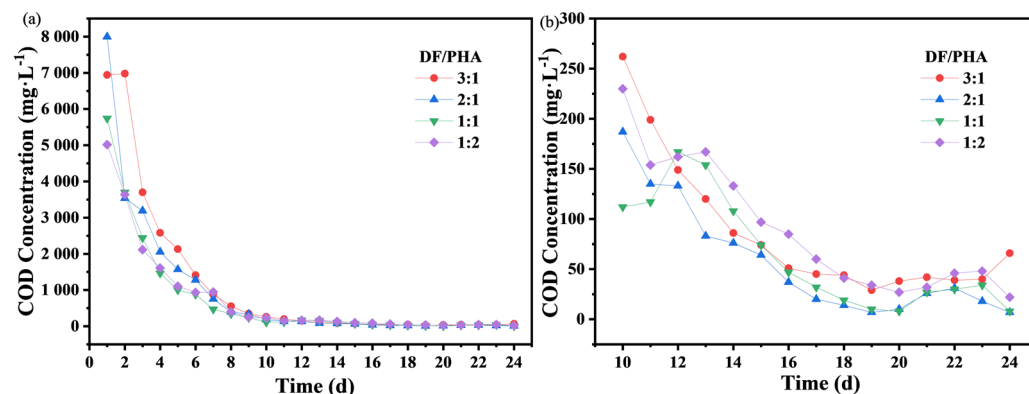 (a)
8 000
7 000
6 000
5 000
4 000
3 000
2 000
1 000
0
COD Concentration (mg·L⁻¹)
DF/PHA
3:1
2:1
1:1
1:2
0 2 4 6 8 10 12 14 16 18 20 22 24
Time (d)
(b)
300
250
200
150
100
50
0
COD Concentration (mg·L⁻¹)
DF/PHA
3:1
2:1
1:1
1:2
10 12 14 16 18 20 22 24
Time (d)